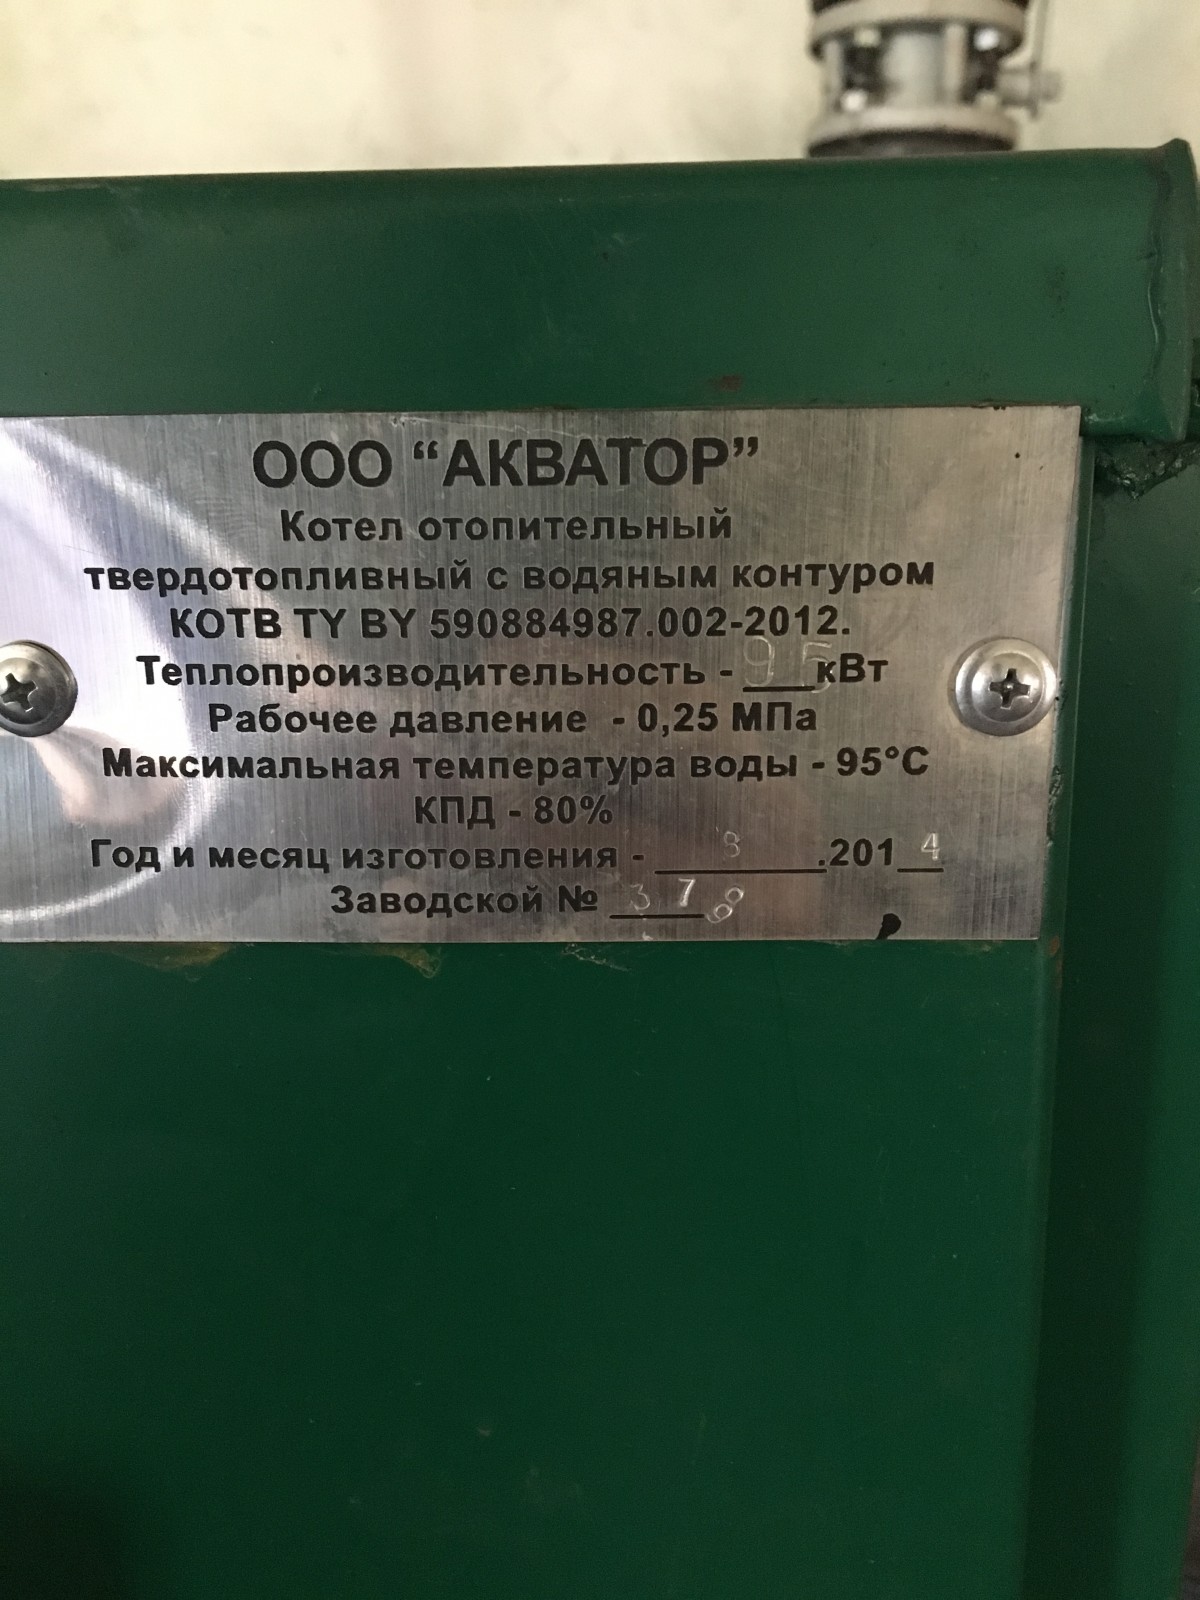 ООО “АКВАТОР”
Котел отопительный
твердотопливный с водяным контуром
КОТВ ТУ BY 590884987.002-2012.
Теплопроизводительность - 95 кВт
Рабочее давление - 0,25 МПа
Максимальная температура воды - 95°С
КПД - 80%
Год и месяц изготовления - 8.2014
Заводской № 378